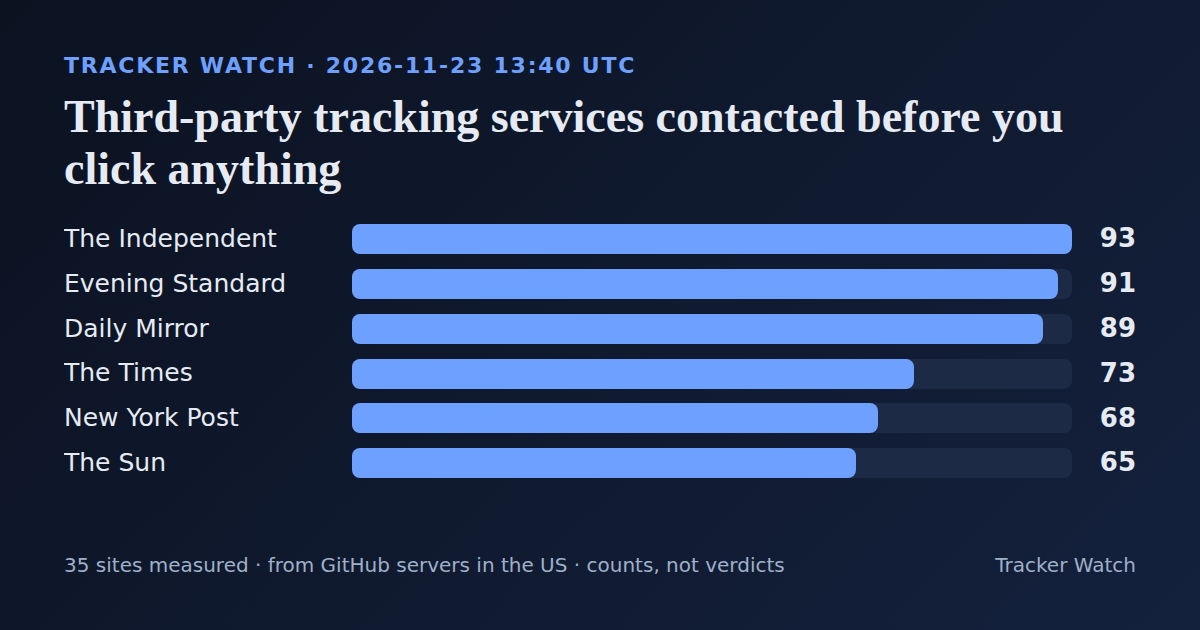 TRACKER WATCH · 2026-11-23 13:40 UTC
Third-party tracking services contacted before you
click anything
The Independent 93
Evening Standard 91
Daily Mirror 89
The Times 73
New York Post 68
The Sun 65
35 sites measured · from GitHub servers in the US · counts, not verdicts
Tracker Watch